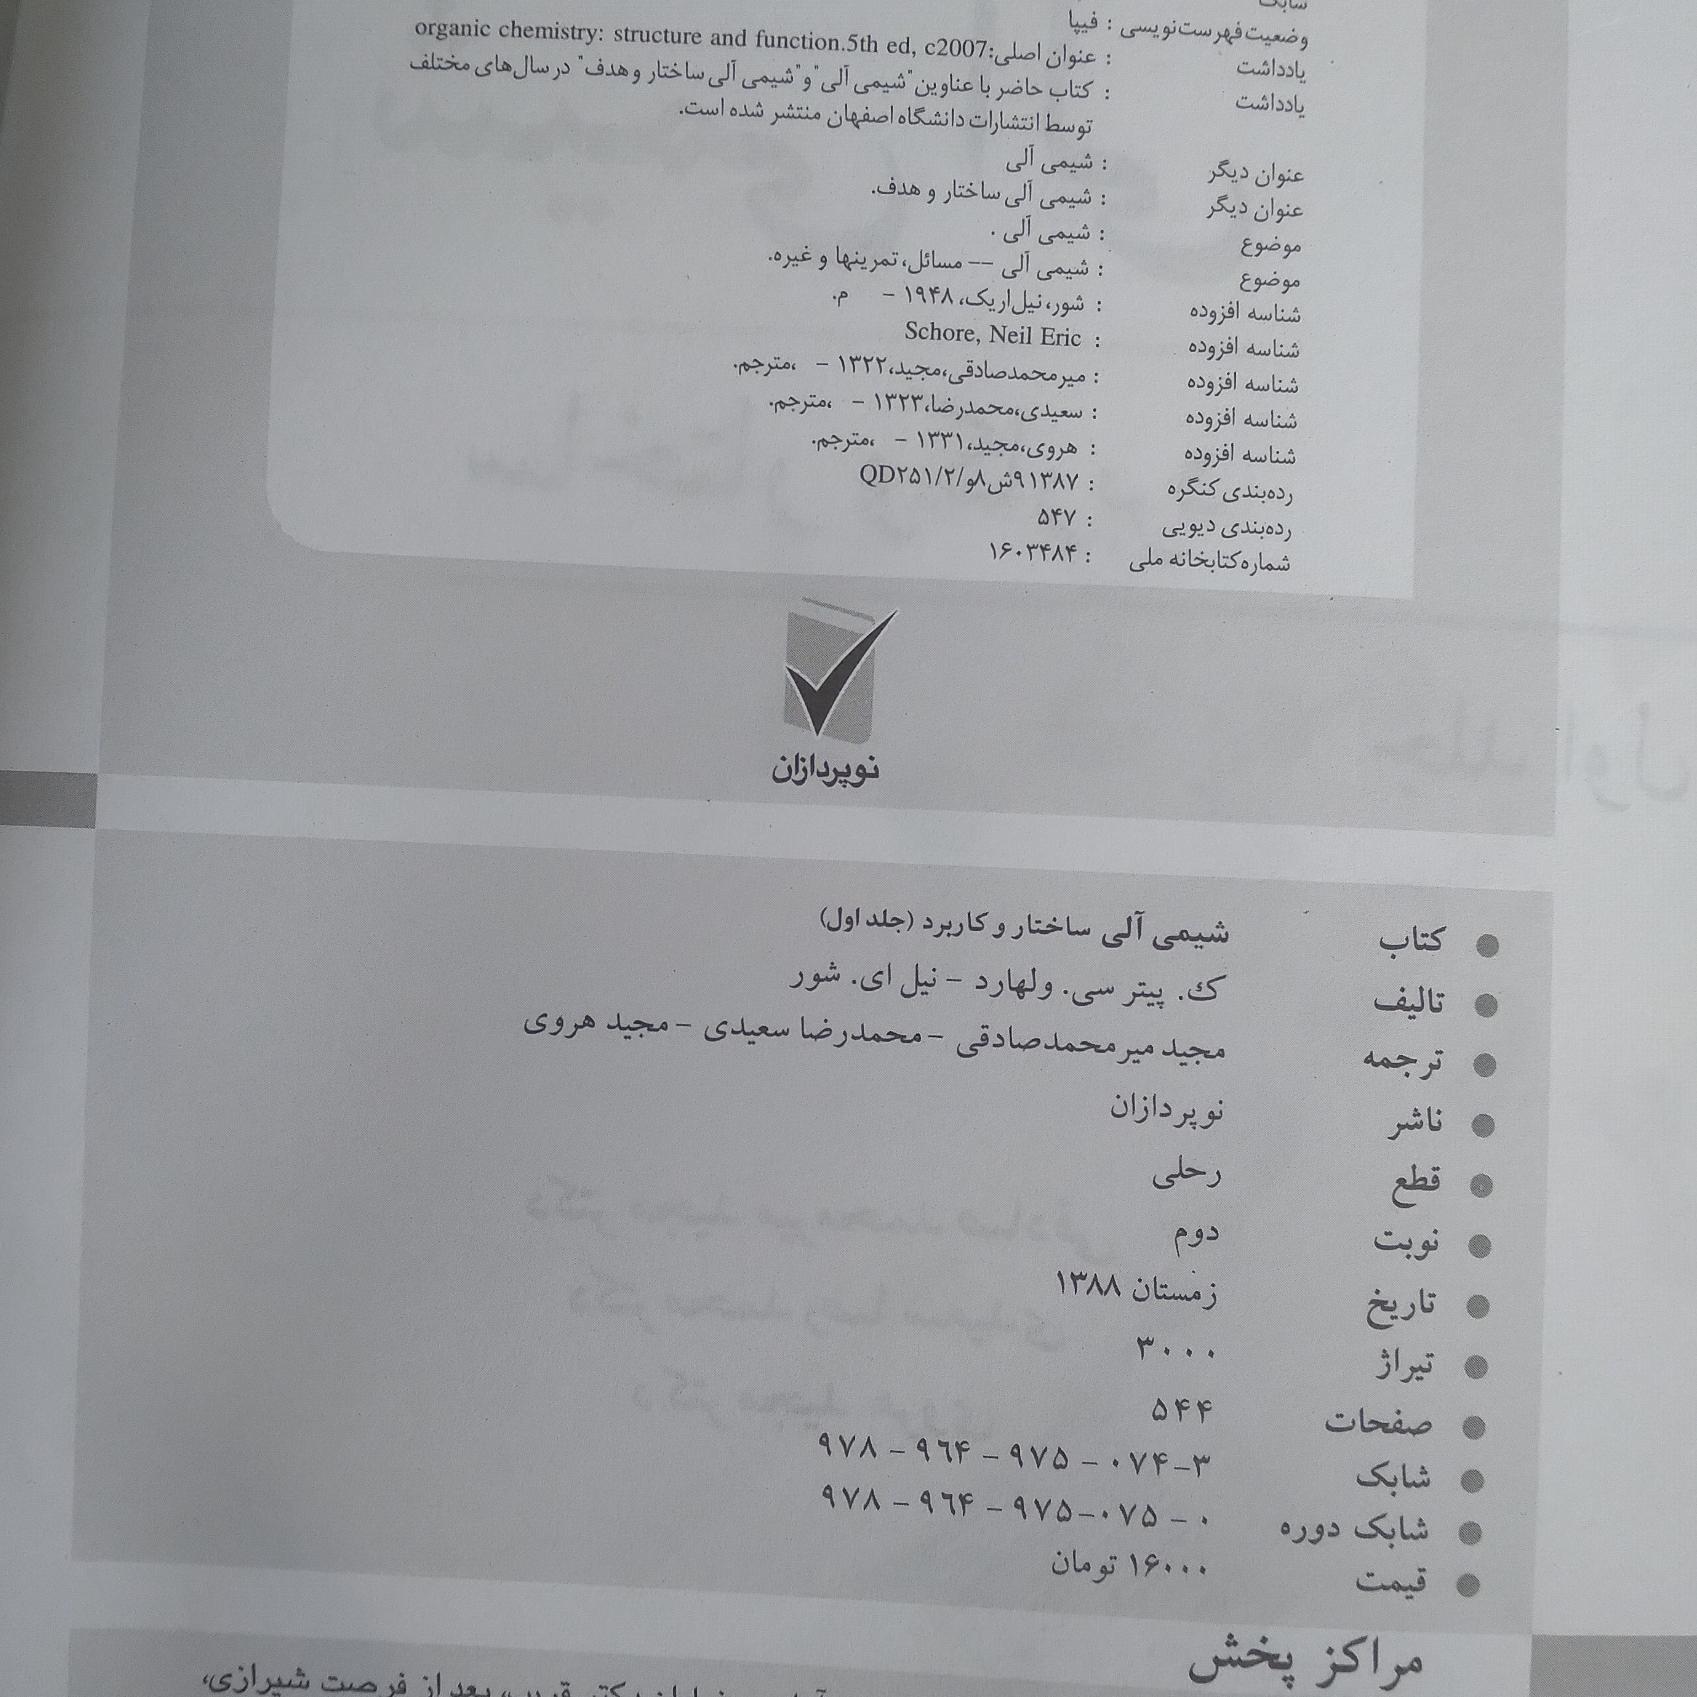 شابک
وضعیت فهرست‌نویسی : فیپا
یادداشت : عنوان اصلی:organic chemistry: structure and function.5th ed, c2007
یادداشت : کتاب حاضر با عناوین "شیمی آلی" و "شیمی آلی ساختار و هدف" در سال‌های مختلف
توسط انتشارات دانشگاه اصفهان منتشر شده است.
عنوان دیگر : شیمی آلی
عنوان دیگر : شیمی آلی ساختار و هدف.
موضوع : شیمی آلی .
موضوع : شیمی آلی -- مسائل، تمرینها و غیره.
شناسه افزوده : شور، نیل اریک، ۱۹۴۸ - م.
شناسه افزوده : Schore, Neil Eric
شناسه افزوده : میرمحمدصادقی، مجید، ۱۳۲۲ - ، مترجم.
شناسه افزوده : سعیدی، محمدرضا، ۱۳۲۳ - ، مترجم.
شناسه افزوده : هروی، مجید، ۱۳۳۱ - ، مترجم.
رده‌بندی کنگره : ۹۱۳۸۷ش۸و/QD۲۵۱/۲
رده‌بندی دیویی : ۵۴۷
شماره کتابخانه ملی : ۱۶۰۳۴۸۴
نوپردازان
کتاب شیمی آلی ساختار و کاربرد (جلد اول)
تالیف ک. پیتر سی. ولهارد - نیل ای. شور
ترجمه مجید میرمحمدصادقی - محمدرضا سعیدی - مجید هروی
ناشر نوپردازان
قطع رحلی
نوبت دوم
تاریخ زمستان ۱۳۸۸
تیراژ ۳۰۰۰
صفحات ۵۴۴
شابک ۹۷۸ - ۹۶۴ - ۹۷۵ - ۰۷۴-۳
شابک دوره ۹۷۸ - ۹۶۴ - ۹۷۵-۰۷۵ - ۰
قیمت ۱۶۰۰۰ تومان
مراکز پخش
بعد از فرصت شیرازی،